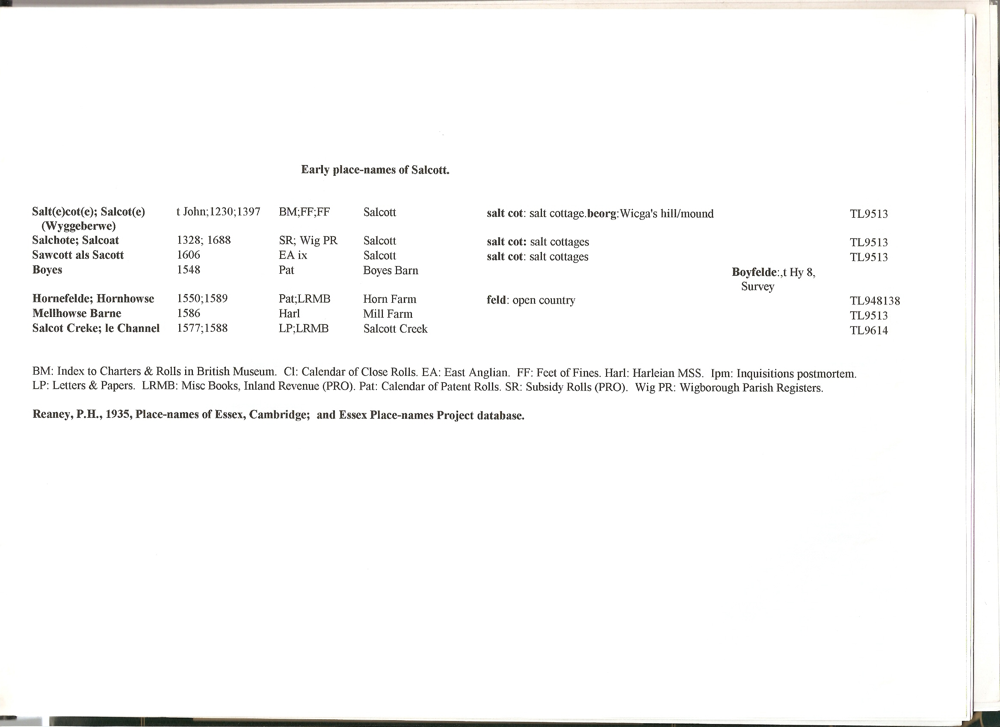 Early place-names of Salcott.
Salt(e)cot(e); Salcot(e) t John;1230;1397 BM;FF;FF Salcott salt cot: salt cottage.beorg:Wicga's hill/mound TL9513
(Wyggeberwe)
Salchote; Salcoat 1328; 1688 SR; Wig PR Salcott salt cot: salt cottages TL9513
Sawcott als Sacott 1606 EA ix Salcott salt cot: salt cottages TL9513
Boyes 1548 Pat Boyes Barn Boyfelde:,t Hy 8,
Survey
Hornefelde; Hornhowse 1550;1589 Pat;LRMB Horn Farm feld: open country TL948138
Mellhowse Barne 1586 Harl Mill Farm TL9513
Salcot Creke; le Channel 1577;1588 LP;LRMB Salcott Creek TL9614
BM: Index to Charters & Rolls in British Museum. Cl: Calendar of Close Rolls. EA: East Anglian. FF: Feet of Fines. Harl: Harleian MSS. Ipm: Inquisitions postmortem.
LP: Letters & Papers. LRMB: Misc Books, Inland Revenue (PRO). Pat: Calendar of Patent Rolls. SR: Subsidy Rolls (PRO). Wig PR: Wigborough Parish Registers.
Reaney, P.H., 1935, Place-names of Essex, Cambridge; and Essex Place-names Project database.